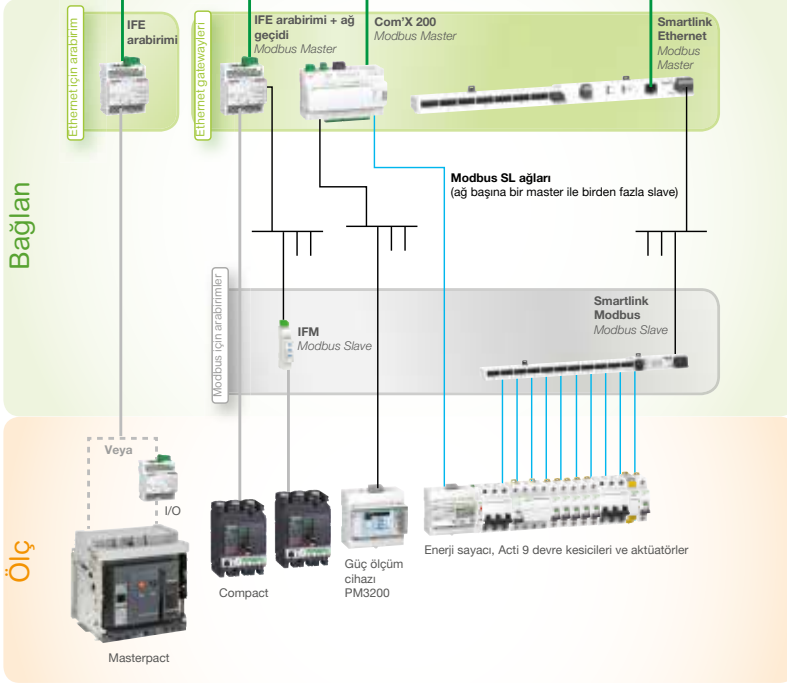 Bağlan
Ethernet için arabirim
IFE
arabirimi
Ethernet gatewayleri
IFE arabirimi + ağ
geçidi
Modbus Master
Com'X 200
Modbus Master
Smartlink
Ethernet
Modbus
Master
Modbus SL ağları
(ağ başına bir master ile birden fazla slave)
Modbus için arabirimler
IFM
Modbus Slave
Smartlink
Modbus
Modbus Slave
Ölç
Veya
I/O
Masterpact
Compact
Güç ölçüm
cihazı
PM3200
Enerji sayacı, Acti 9 devre kesicileri ve aktüatörler